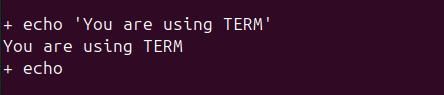 + echo 'You are using TERM'
You are using TERM
+ echo